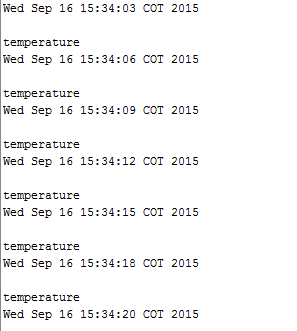 Wed Sep 16 15:34:03 COT 2015
temperature
Wed Sep 16 15:34:06 COT 2015
temperature
Wed Sep 16 15:34:09 COT 2015
temperature
Wed Sep 16 15:34:12 COT 2015
temperature
Wed Sep 16 15:34:15 COT 2015
temperature
Wed Sep 16 15:34:18 COT 2015
temperature
Wed Sep 16 15:34:20 COT 2015